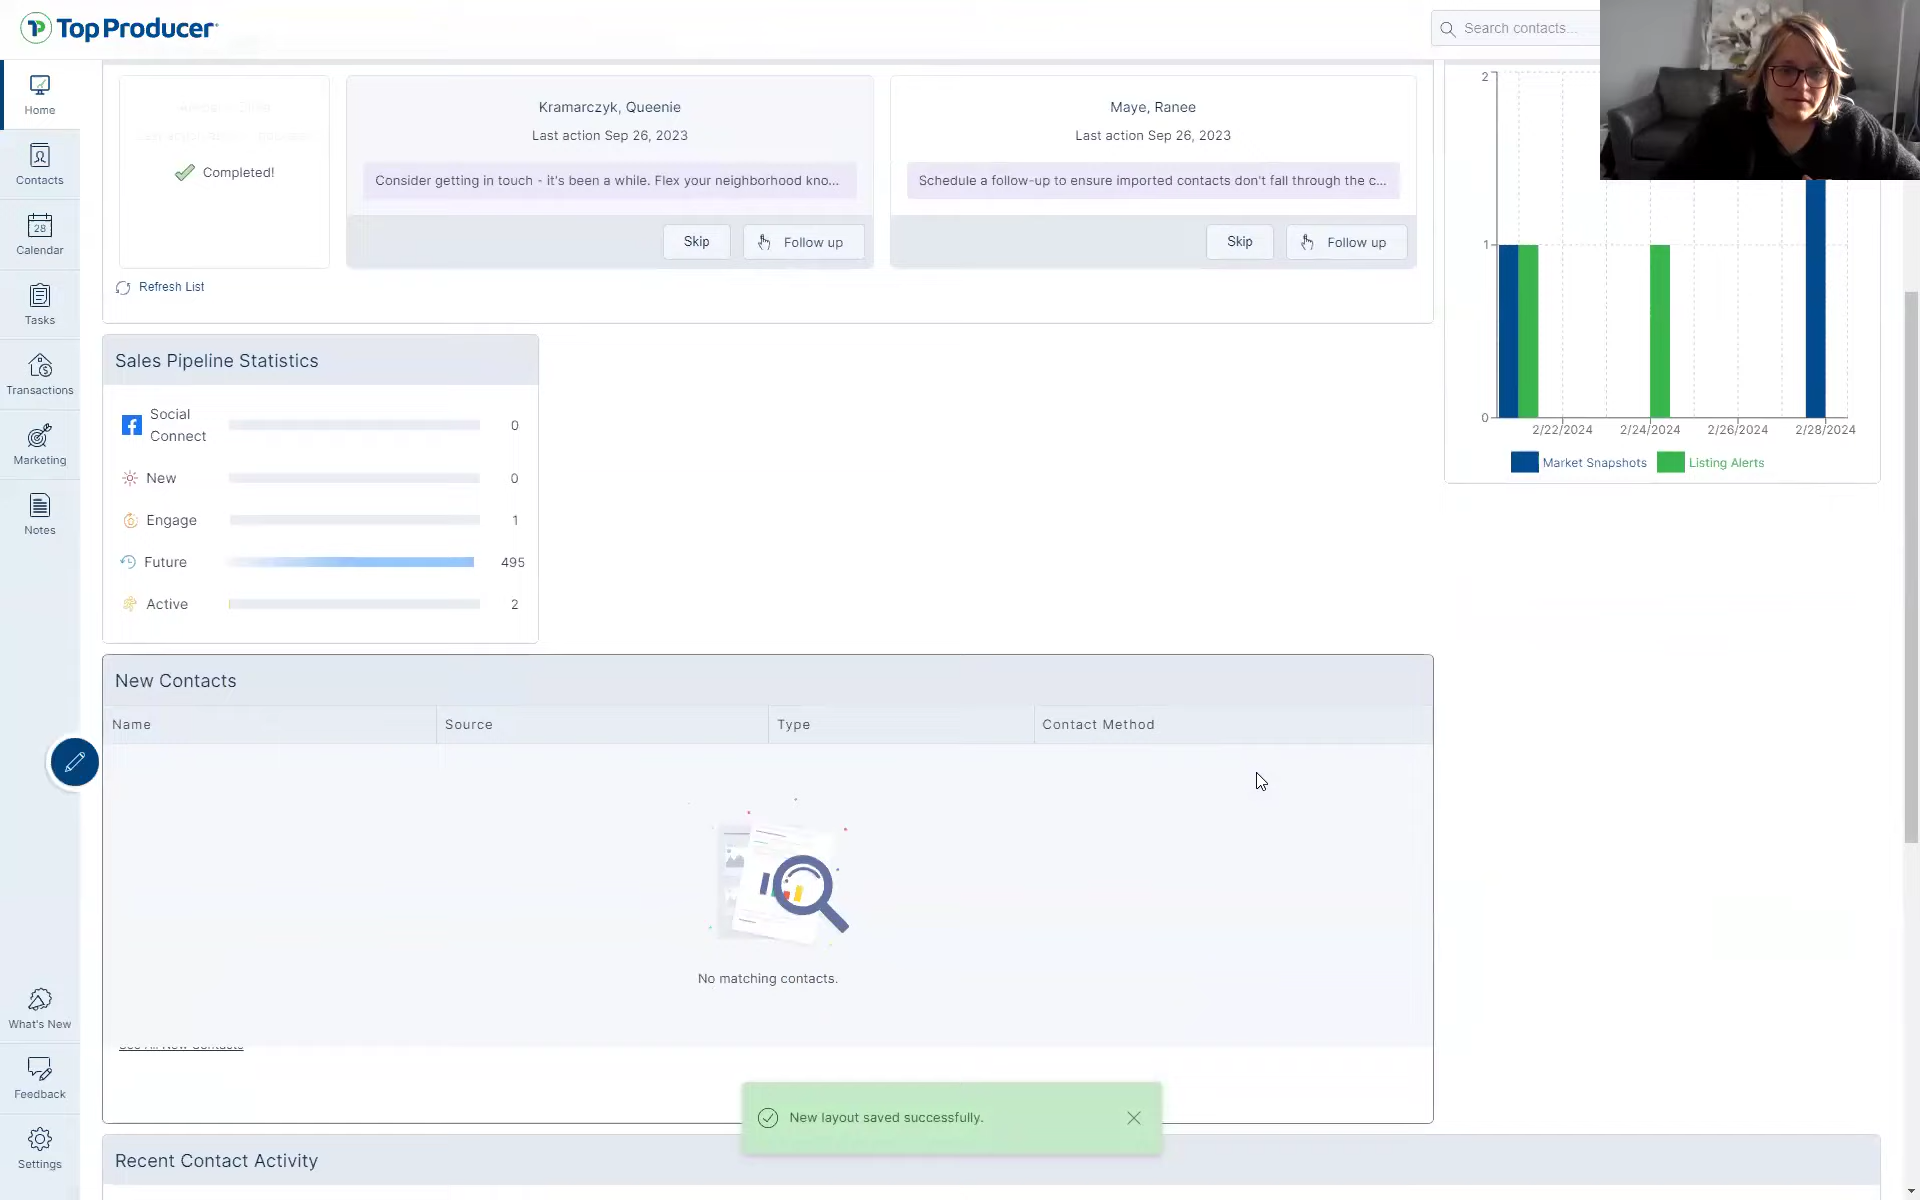 Top Producer
Search contacts...
Home
Contacts
28
Calendar
Tasks
Transactions
Marketing
Notes
What's New
Feedback
Settings
Completed!
Kramarczyk, Queenie
Last action Sep 26, 2023
Consider getting in touch - it's been a while. Flex your neighborhood kno...
Skip
Follow up
Maye, Ranee
Last action Sep 26, 2023
Schedule a follow-up to ensure imported contacts don't fall through the c...
Skip
Follow up
Refresh List
2
1
0
2/22/2024
2/24/2024
2/26/2024
2/28/2024
Market Snapshots
Listing Alerts
Sales Pipeline Statistics
Social
Connect
0
New
0
Engage
1
Future
495
Active
2
New Contacts
Name
Source
Type
Contact Method
No matching contacts.
See All New Contacts
New layout saved successfully.
Recent Contact Activity